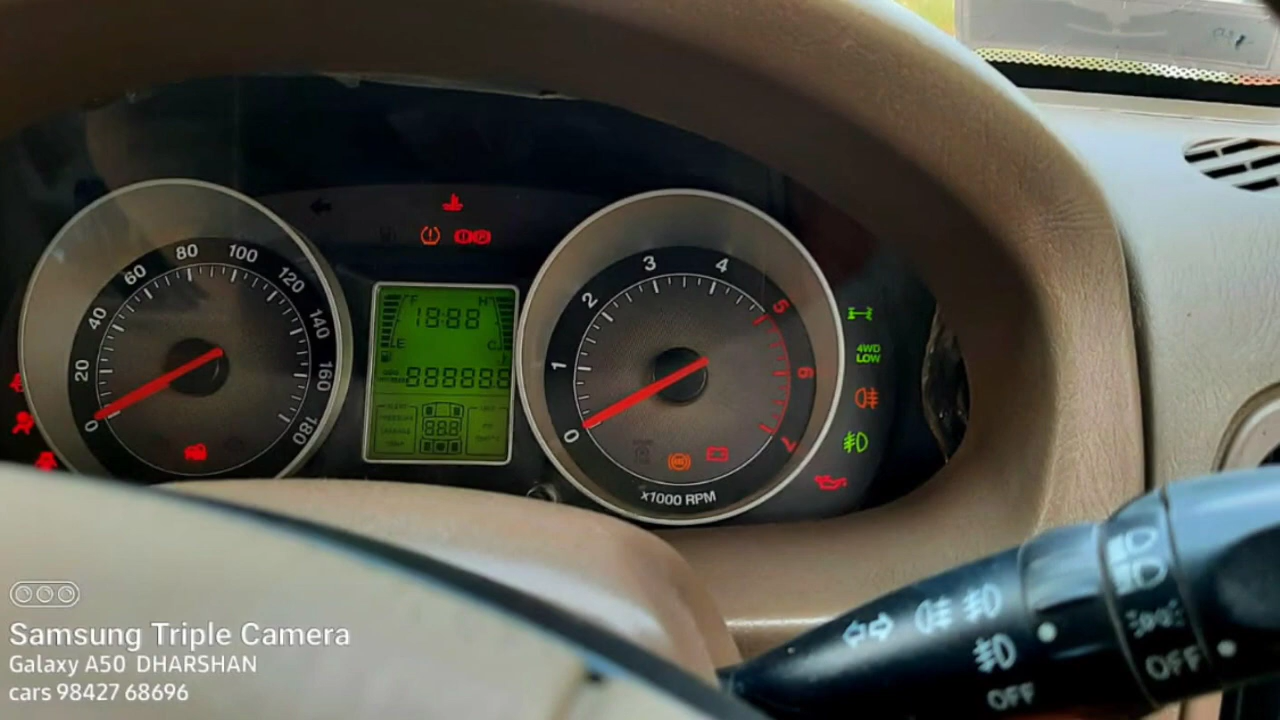 0
20
40
60
80
100
120
140
160
180
F
H
18:88
E
C
888888
888
0
1
2
3
4
5
6
7
x1000 RPM
4WD
LOW
OFF
OFF
Samsung Triple Camera
Galaxy A50 DHARSHAN
cars 98427 68696